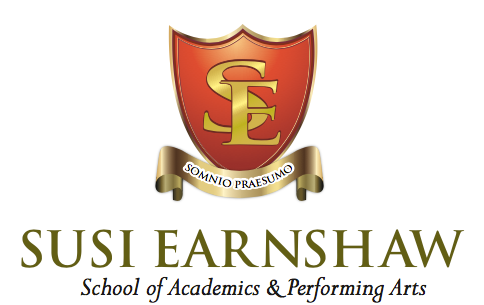 SE
SOMNIO PRAESUMO
SUSI EARNSHAW
School of Academics & Performing Arts